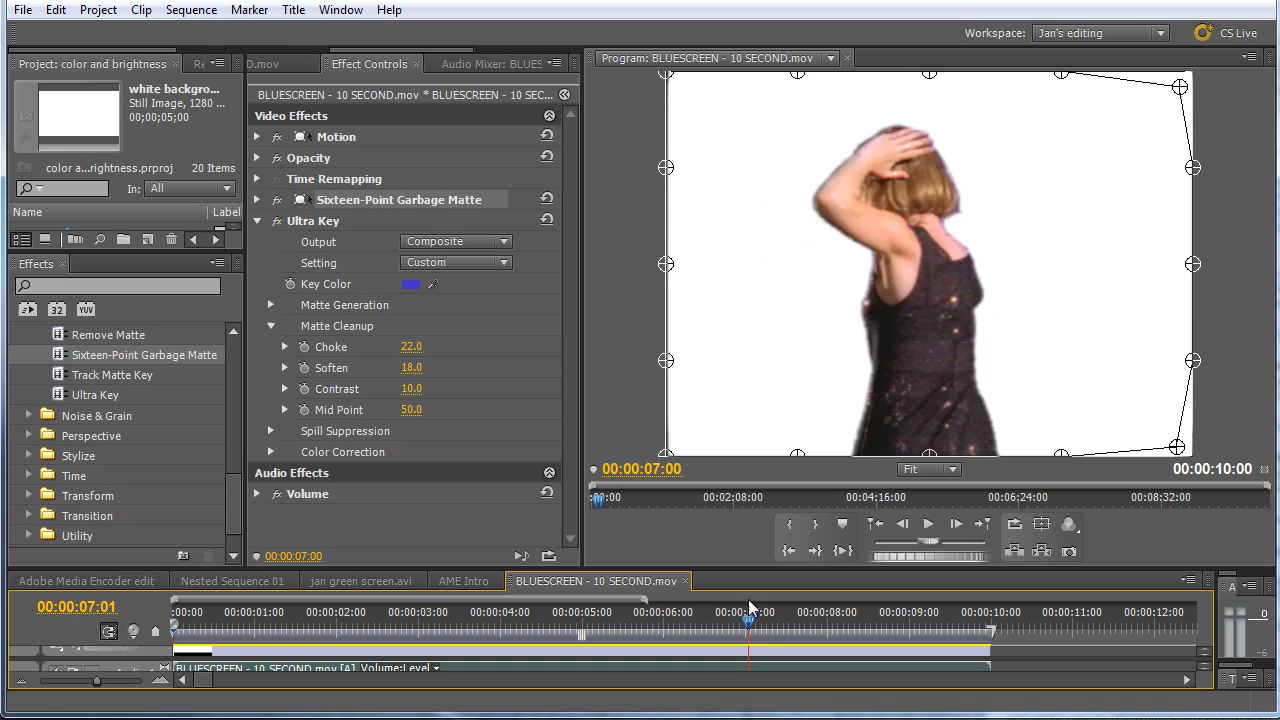 File Edit Project Clip Sequence Marker Title Window Help
Workspace: Jan's editing CS Live
Project: color and brightness Re
white backgro...
Still Image, 1280 ...
00;00;05;00
color a...rightness.prproj 20 Items
In: All
Name Label
Effects
Remove Matte
Sixteen-Point Garbage Matte
Track Matte Key
Ultra Key
Noise & Grain
Perspective
Stylize
Time
Transform
Transition
Utility
D.mov Effect Controls Audio Mixer: BLUES
BLUESCREEN - 10 SECOND.mov * BLUESCREEN - 10 SEC...
Video Effects
fx Motion
fx Opacity
Time Remapping
fx Sixteen-Point Garbage Matte
fx Ultra Key
Output Composite
Setting Custom
Key Color
Matte Generation
Matte Cleanup
Choke 22.0
Soften 18.0
Contrast 10.0
Mid Point 50.0
Spill Suppression
Color Correction
Audio Effects
fx Volume
00:00:07:00
Program: BLUESCREEN - 10 SECOND.mov
00:00:07:00 Fit 00:00:10:00
:00:00 00:02:08:00 00:04:16:00 00:06:24:00 00:08:32:00
Adobe Media Encoder edit Nested Sequence 01 jan green screen.avi AME Intro BLUESCREEN - 10 SECOND.mov
00:00:07:01
:00:00 00:00:01:00 00:00:02:00 00:00:03:00 00:00:04:00 00:00:05:00 00:00:06:00 00:00:08:00 00:00:09:00 00:00:10:00 00:00:11:00 00:00:12:00
BLUESCREEN - 10 SECOND.mov [A] Volume:Level
A
0
-6
T